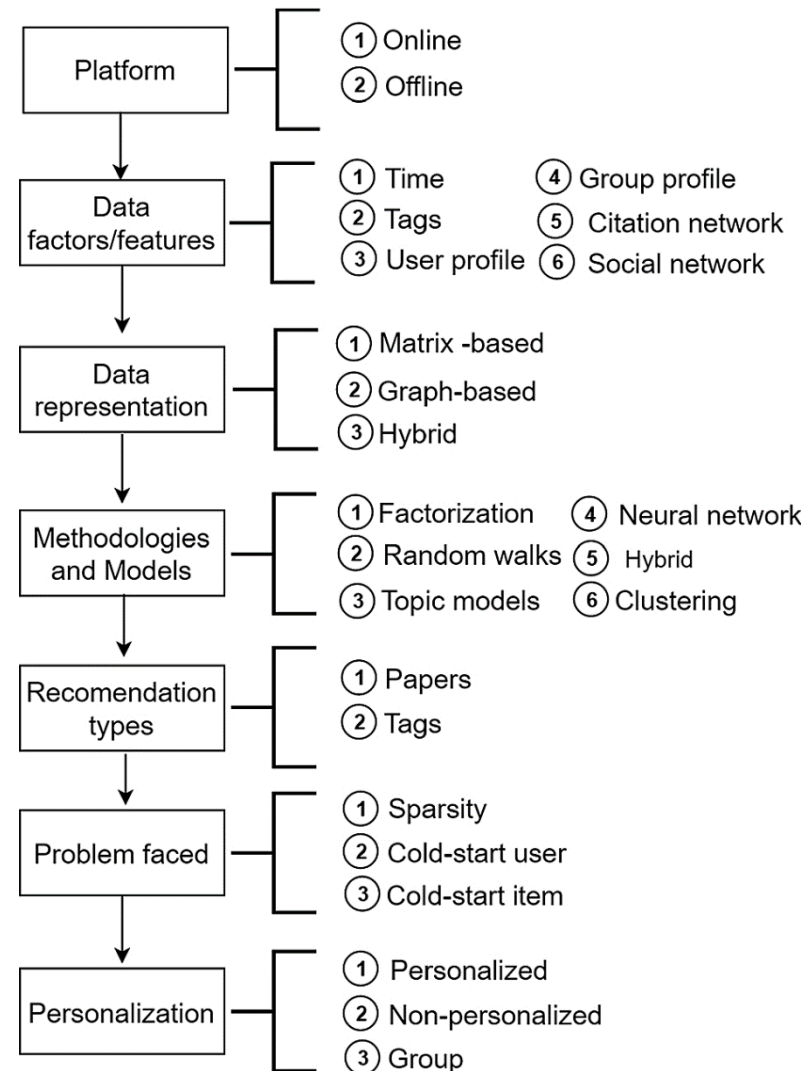 Platform
1 Online
2 Offline
Data
factors/features
1 Time
2 Tags
3 User profile
4 Group profile
5 Citation network
6 Social network
Data
representation
1 Matrix -based
2 Graph-based
3 Hybrid
Methodologies
and Models
1 Factorization
2 Random walks
3 Topic models
4 Neural network
5 Hybrid
6 Clustering
Recomendation
types
1 Papers
2 Tags
Problem faced
1 Sparsity
2 Cold-start user
3 Cold-start item
Personalization
1 Personalized
2 Non-personalized
3 Group